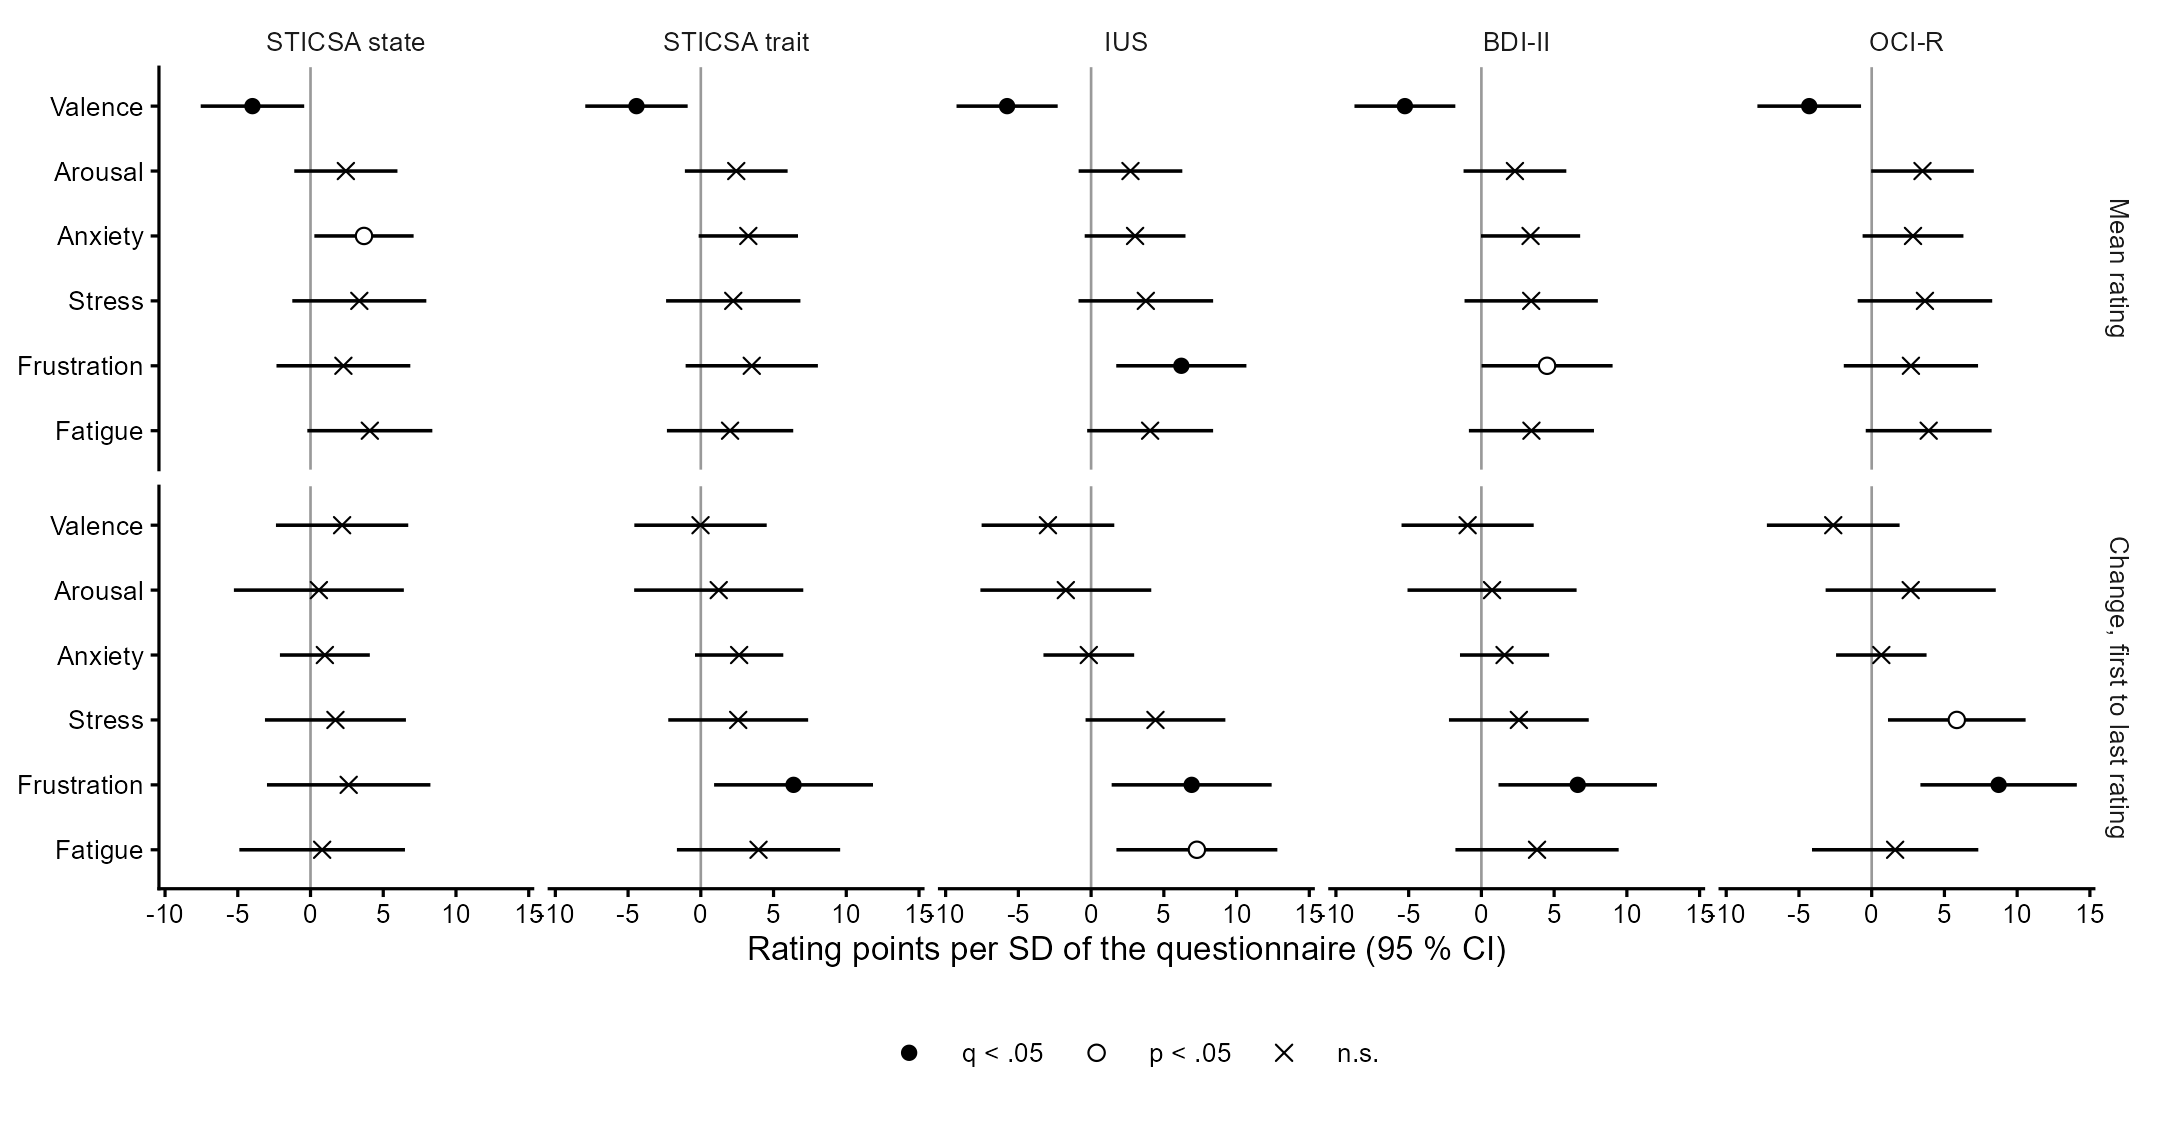 STICSA state STICSA trait IUS BDI-II OCI-R
Valence
Arousal
Anxiety
Stress
Frustration
Fatigue
Mean rating
Valence
Arousal
Anxiety
Stress
Frustration
Fatigue
Change, first to last rating
-10 -5 0 5 10 15 -10 -5 0 5 10 15 -10 -5 0 5 10 15 -10 -5 0 5 10 15 -10 -5 0 5 10 15
Rating points per SD of the questionnaire (95 % CI)
q < .05 p < .05 n.s.